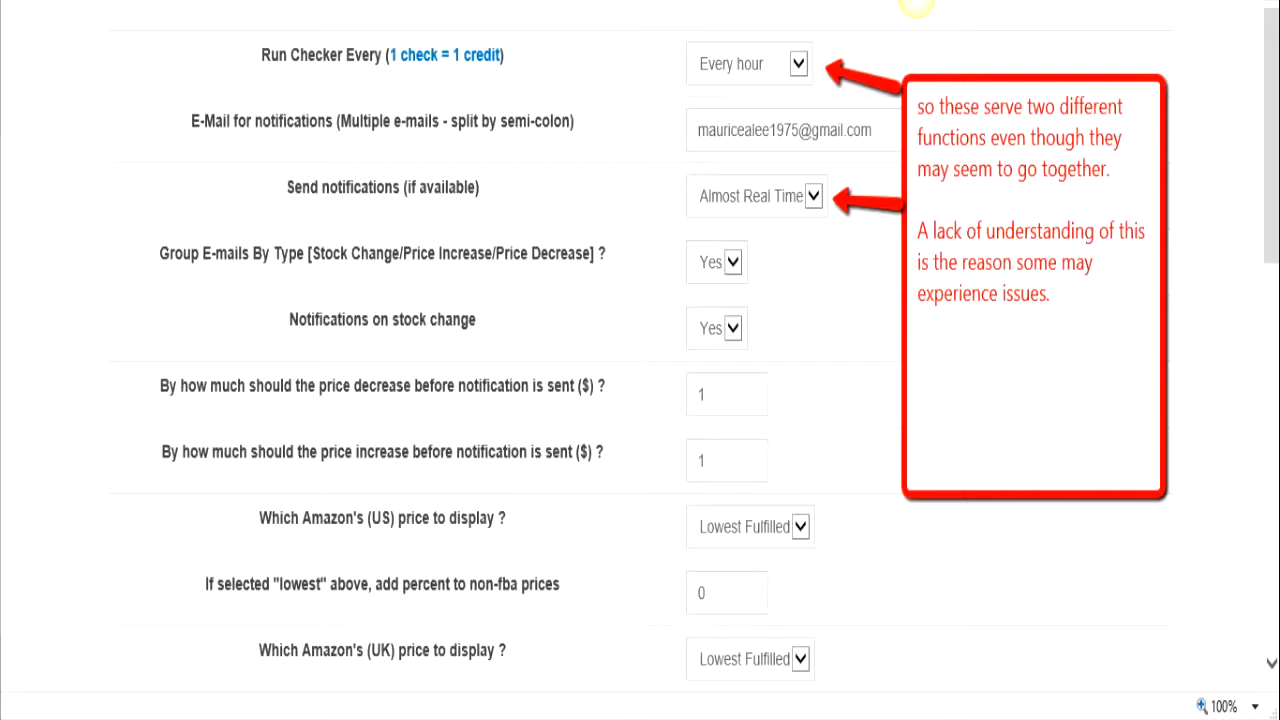 Run Checker Every (1 check = 1 credit)
Every hour
E-Mail for notifications (Multiple e-mails - split by semi-colon)
mauricealee1975@gmail.com
Send notifications (if available)
Almost Real Time
Group E-mails By Type [Stock Change/Price Increase/Price Decrease] ?
Yes
Notifications on stock change
Yes
By how much should the price decrease before notification is sent ($) ?
1
By how much should the price increase before notification is sent ($) ?
1
Which Amazon's (US) price to display ?
Lowest Fulfilled
If selected "lowest" above, add percent to non-fba prices
0
Which Amazon's (UK) price to display ?
Lowest Fulfilled
so these serve two different
functions even though they
may seem to go together.
A lack of understanding of this
is the reason some may
experience issues.
100%